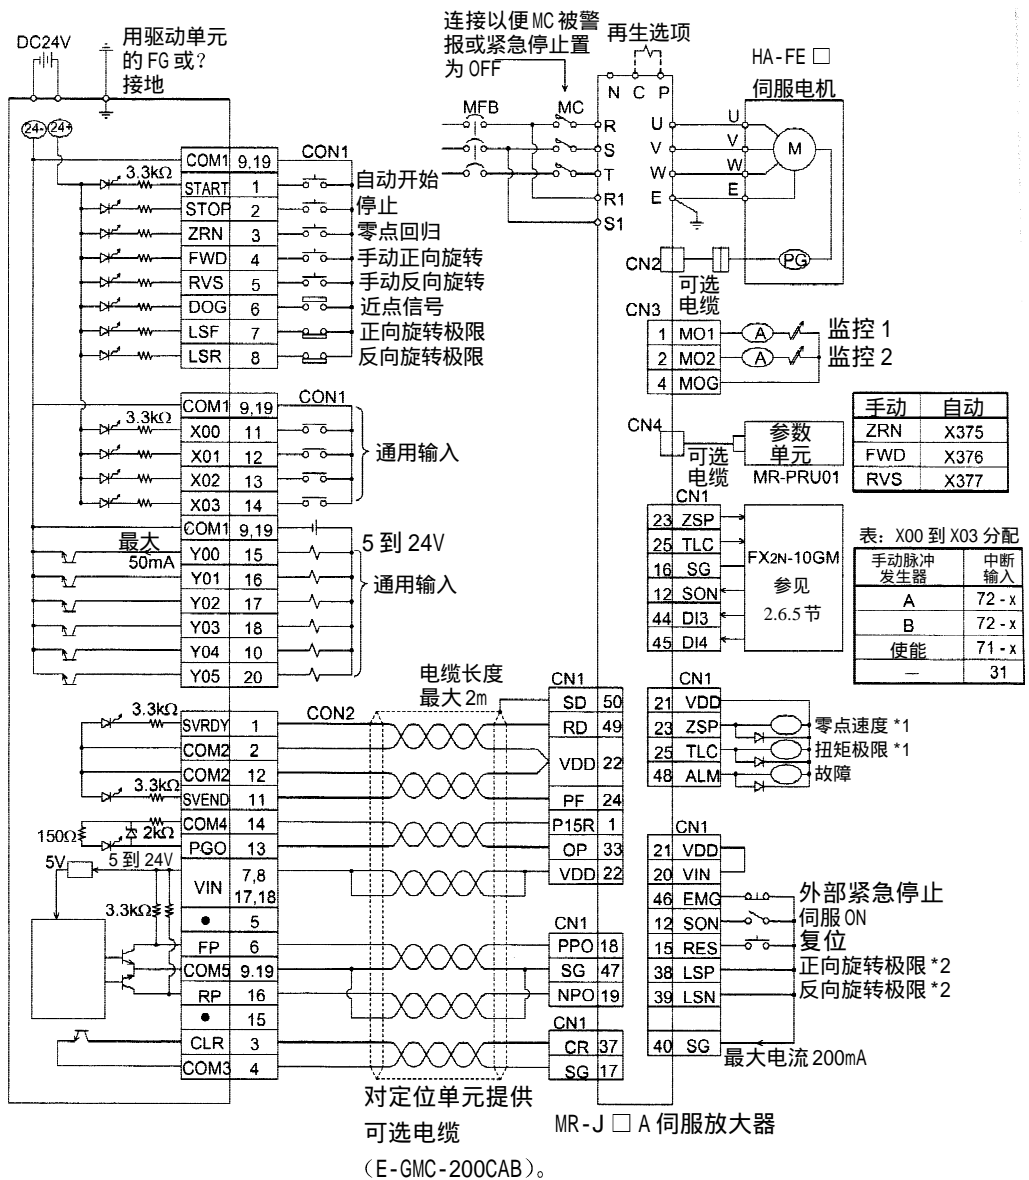 DC24V
用驱动单元
的 FG 或?
接地
24- 24+
COM1 9,19 CON1
3.3kΩ START 1 自动开始
STOP 2 停止
ZRN 3 零点回归
FWD 4 手动正向旋转
RVS 5 手动反向旋转
DOG 6 近点信号
LSF 7 正向旋转极限
LSR 8 反向旋转极限
COM1 9,19 CON1
3.3kΩ X00 11
X01 12
X02 13
X03 14
通用输入
COM1 9,19
5 到 24V
最大
50mA
Y00 15
Y01 16
Y02 17
Y03 18
Y04 10
Y05 20
通用输入
连接以便 MC 被警
报或紧急停止置
为 OFF
再生选项
HA-FE □
伺服电机
N C P
MFB MC
R U U
S V V M
T W W
R1 E E
S1
CN2 PG
可选
电缆
CN3
1 MO1 A 监控 1
2 MO2 A 监控 2
4 MOG
CN4
可选
电缆
参数
单元
MR-PRU01
手动 自动
ZRN X375
FWD X376
RVS X377
CN1
23 ZSP
25 TLC
16 SG
12 SON
44 DI3
45 DI4
FX2N-10GM
参见
2.6.5 节
表: X00 到 X03 分配
手动脉冲
发生器
中断
输入
A 72 - x
B 72 - x
使能 71 - x
— 31
电缆长度
最大 2m
3.3kΩ SVRDY 1 CON2
COM2 2
COM2 12
3.3kΩ SVEND 11
COM4 14
150Ω 2kΩ
PGO 13
5V 5 到 24V
VIN 7,8
17,18
3.3kΩ
● 5
FP 6
COM5 9.19
RP 16
● 15
CLR 3
COM3 4
CN1
SD 50
RD 49
VDD 22
PF 24
P15R 1
OP 33
VDD 22
CN1
PPO 18
SG 47
NPO 19
CN1
CR 37
SG 17
CN1
21 VDD
23 ZSP 零点速度 *1
25 TLC 扭矩极限 *1
48 ALM 故障
CN1
21 VDD
20 VIN
46 EMG 外部紧急停止
12 SON 伺服 ON
15 RES 复位
38 LSP 正向旋转极限 *2
39 LSN 反向旋转极限 *2
40 SG
最大电流 200mA
对定位单元提供
可选电缆
(E-GMC-200CAB)。
MR-J □ A 伺服放大器